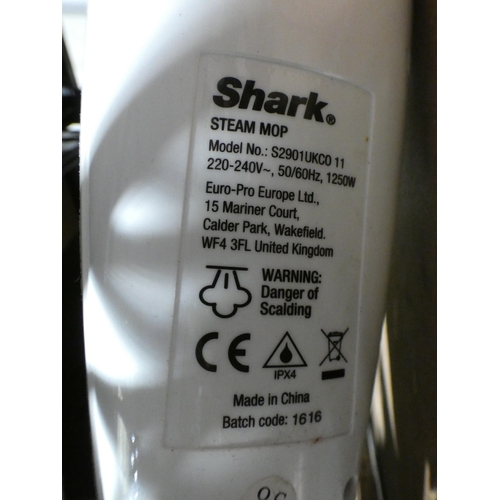 Shark®
STEAM MOP
Model No.: S2901UKCO 11
220-240V~, 50/60Hz, 1250W
Euro-Pro Europe Ltd.,
15 Mariner Court,
Calder Park, Wakefield.
WF4 3FL United Kingdom
WARNING:
Danger of
Scalding
CE
IPX4
Made in China
Batch code: 1616